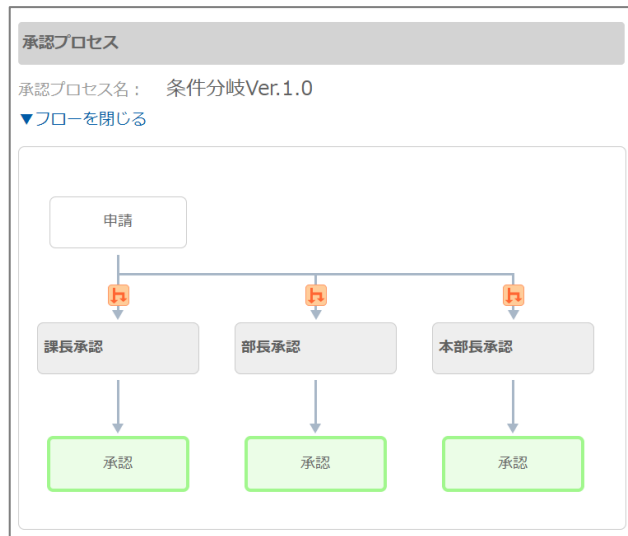 承認プロセス
承認プロセス名： 条件分岐Ver.1.0
▼フローを閉じる
申請
課長承認 部長承認 本部長承認
承認 承認 承認